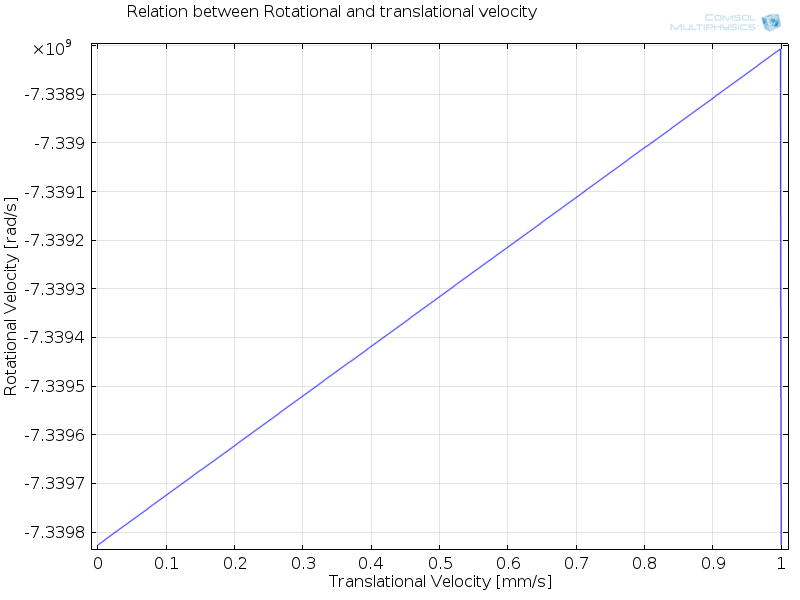 Relation between Rotational and translational velocity
COMSOL
MULTIPHYSICS
×10⁹
-7.3389
-7.339
-7.3391
-7.3392
-7.3393
-7.3394
-7.3395
-7.3396
-7.3397
-7.3398
Rotational Velocity [rad/s]
0 0.1 0.2 0.3 0.4 0.5 0.6 0.7 0.8 0.9 1
Translational Velocity [mm/s]